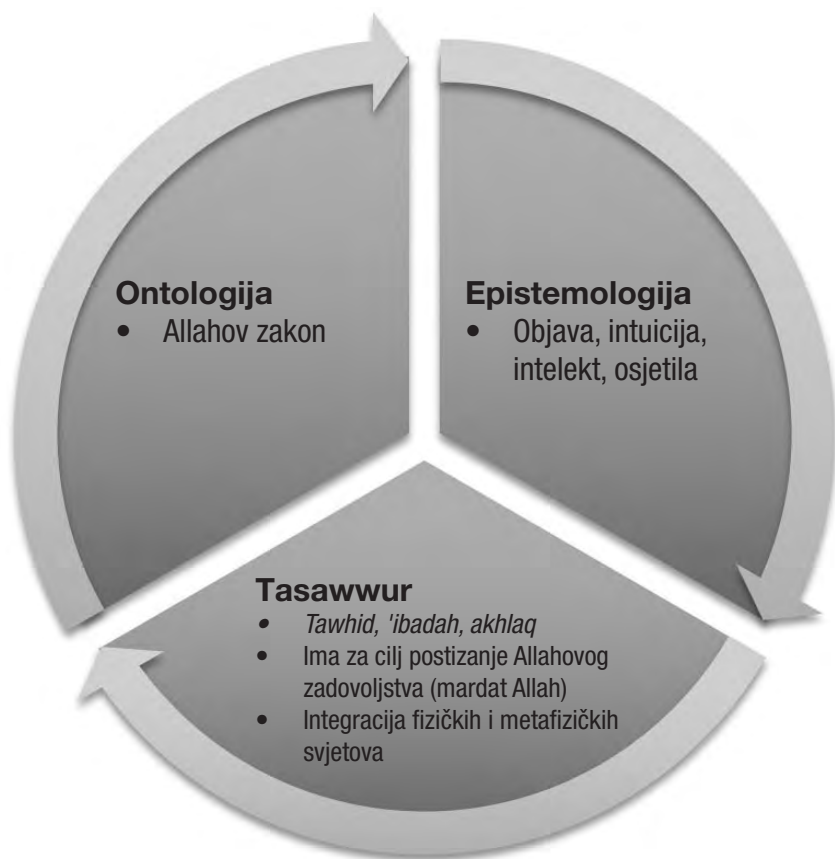 Ontologija
• Allahov zakon
Epistemologija
• Objava, intuicija,
intelekt, osjetila
Tasawwur
• Tawhid, 'ibadah, akhlaq
• Ima za cilj postizanje Allahovog
zadovoljstva (mardat Allah)
• Integracija fizičkih i metafizičkih
svjetova